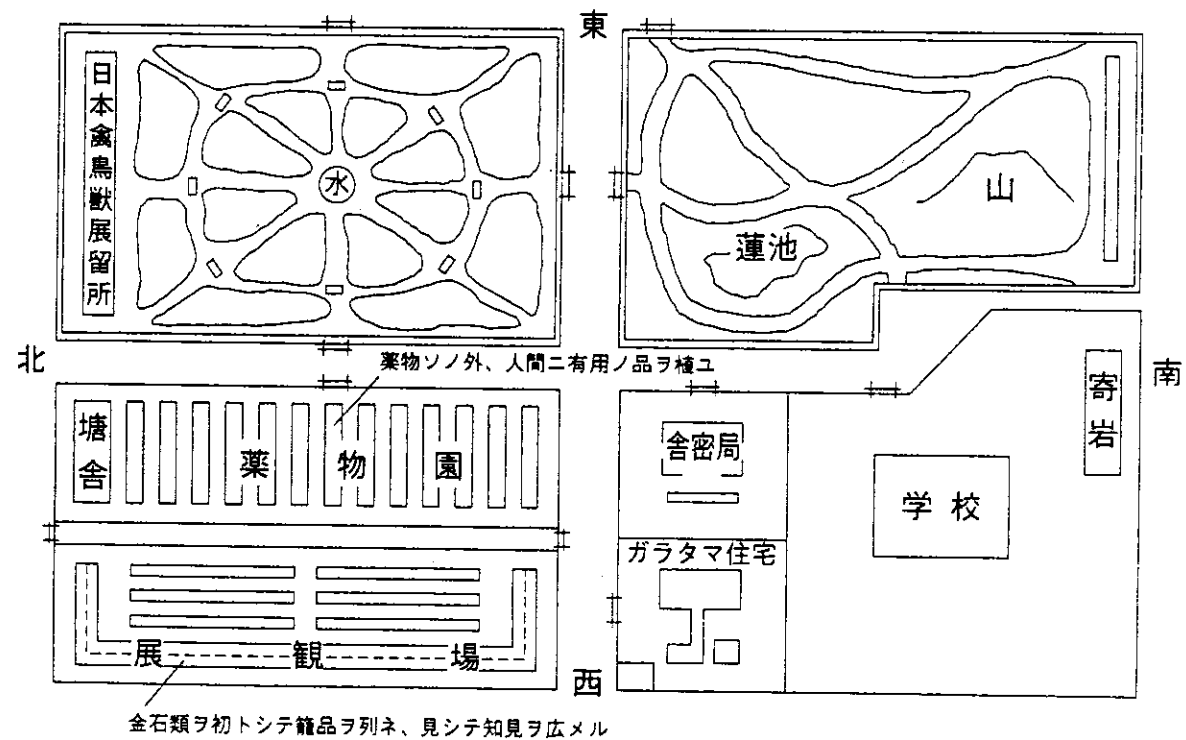 東
日本禽鳥獣展留所
水
山
蓮池
北
南
薬物ソノ外、人間ニ有用ノ品ヲ植ユ
塘舎
薬物園
舎密局
寄岩
学校
ガラタマ住宅
展観場
西
金石類ヲ初トシテ籠品ヲ列ネ、見シテ知見ヲ広メル